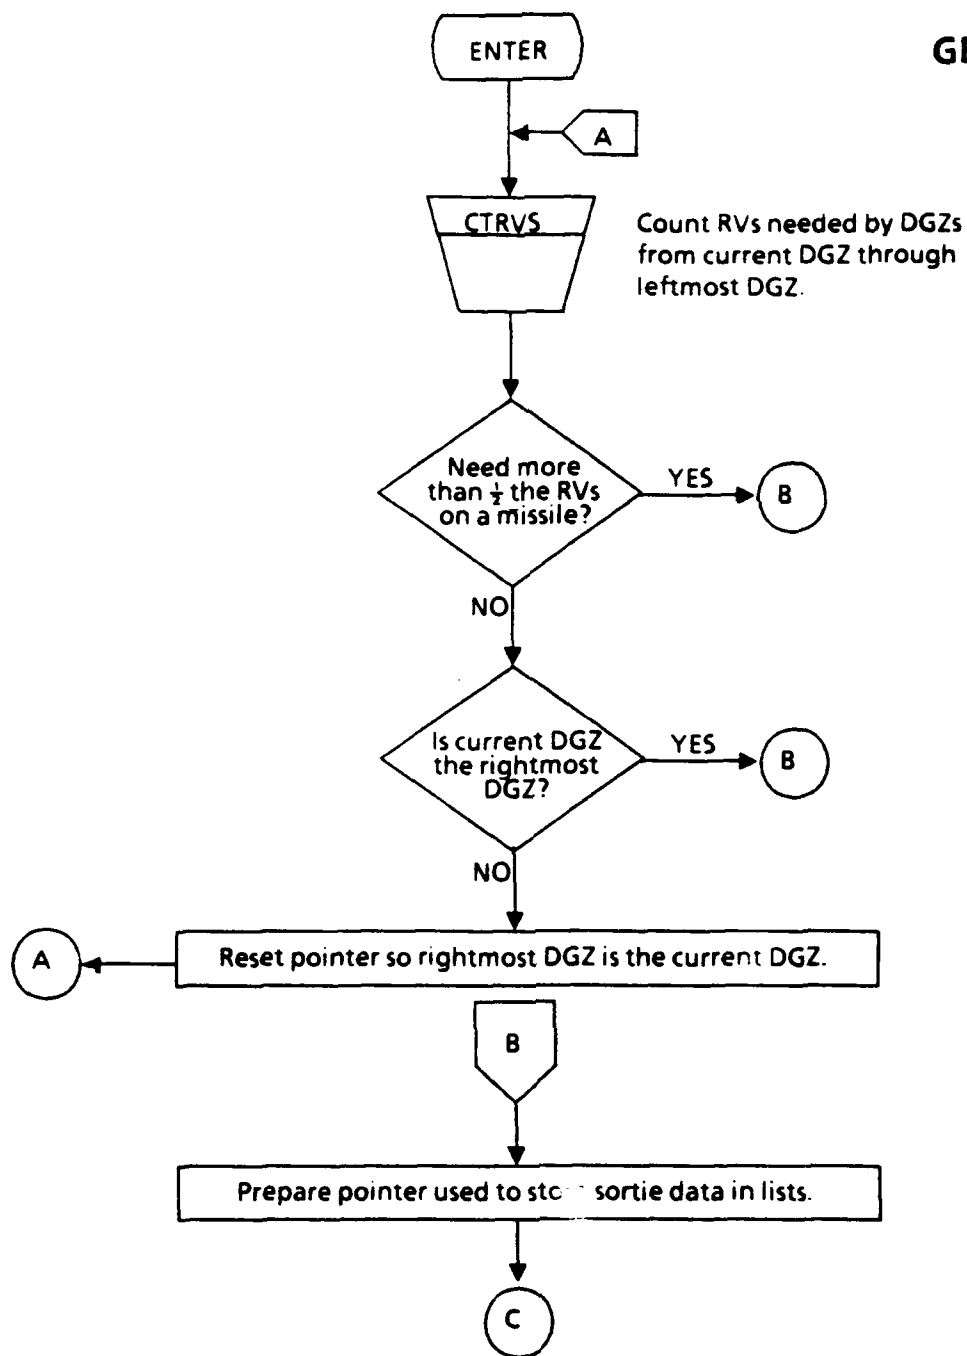 ENTER
A
CTRVS
Count RVs needed by DGZs
from current DGZ through
leftmost DGZ.
Need more
than ½ the RVs
on a missile?
YES
B
NO
Is current DGZ
the rightmost
DGZ?
YES
B
NO
A
Reset pointer so rightmost DGZ is the current DGZ.
B
Prepare pointer used to sortie data in lists.
C